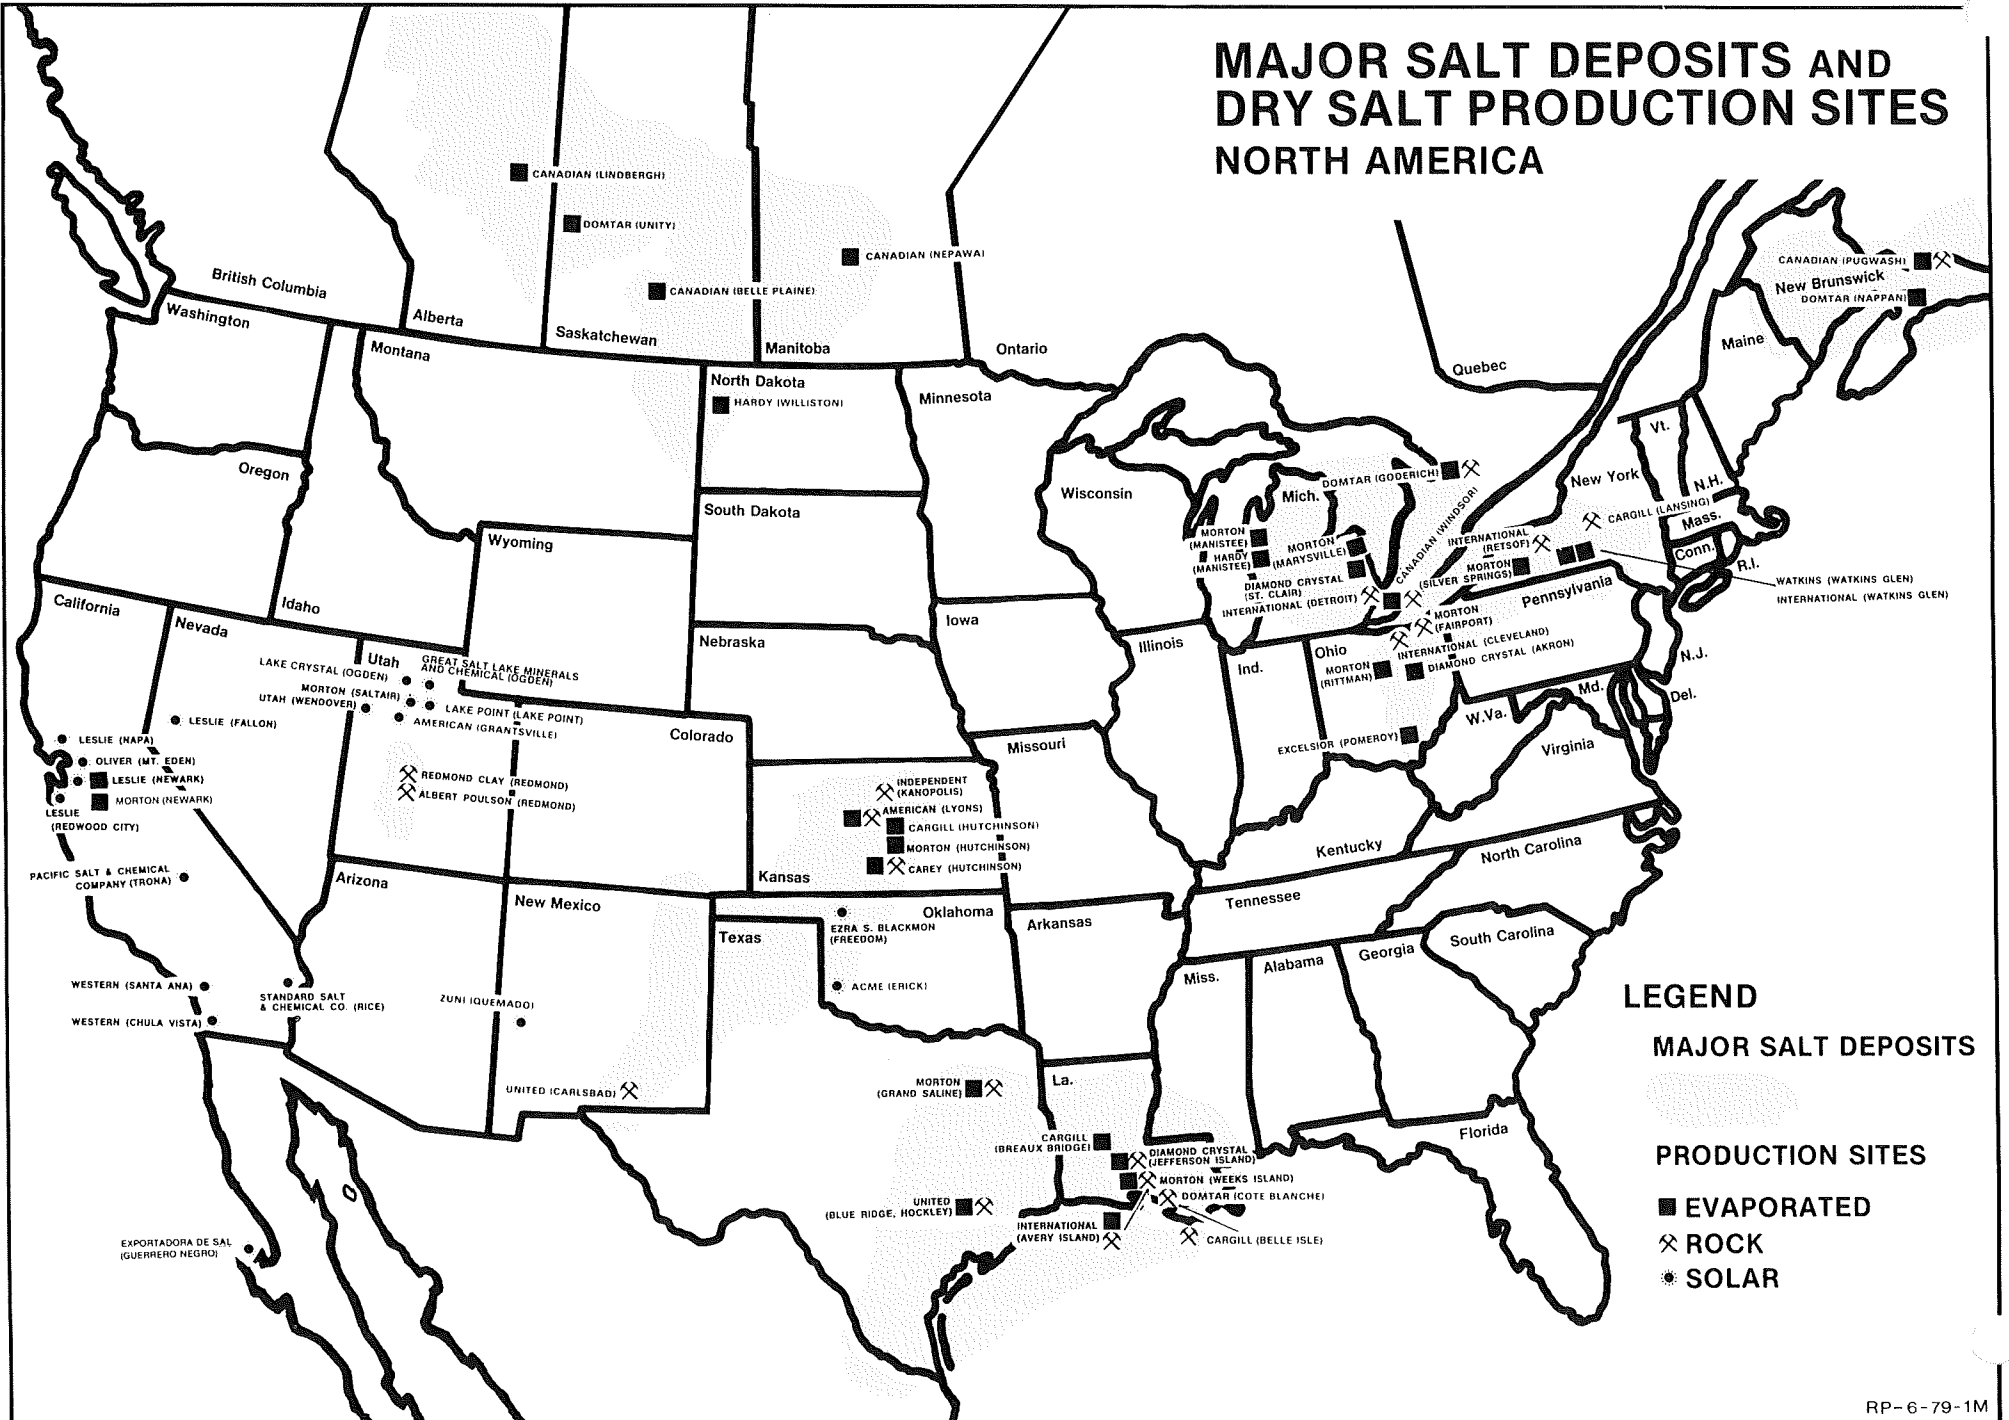 MAJOR SALT DEPOSITS AND
DRY SALT PRODUCTION SITES
NORTH AMERICA
CANADIAN (LINDBERGH)
DOMTAR (UNITY)
CANADIAN (NEPAWA)
CANADIAN (BELLE PLAINE)
CANADIAN (PUGWASH)
New Brunswick
DOMTAR (NAPPAN)
British Columbia
Washington
Alberta
Saskatchewan
Manitoba
Ontario
Quebec
Maine
Montana
North Dakota
HARDY (WILLISTON)
Minnesota
Vt.
Oregon
Wisconsin
Mich.
DOMTAR (GODERICH)
New York
N.H.
CARGILL (LANSING)
Mass.
South Dakota
Wyoming
MORTON
(MANISTEE)
HARDY
(MANISTEE)
MORTON
(MARYSVILLE)
DIAMOND CRYSTAL
(ST. CLAIR)
INTERNATIONAL (DETROIT)
CANADIAN (WINDSOR)
INTERNATIONAL
(RETSOF)
MORTON
(SILVER SPRINGS)
Conn.
R.I.
WATKINS (WATKINS GLEN)
INTERNATIONAL (WATKINS GLEN)
Pennsylvania
California
Nevada
Idaho
Nebraska
Iowa
Illinois
Ind.
Ohio
MORTON
(FAIRPORT)
INTERNATIONAL (CLEVELAND)
MORTON
(RITTMAN)
DIAMOND CRYSTAL (AKRON)
N.J.
Md.
Del.
W.Va.
Virginia
EXCELSIOR (POMEROY)
Utah
LAKE CRYSTAL (OGDEN)
GREAT SALT LAKE MINERALS
AND CHEMICAL (OGDEN)
MORTON (SALTAIR)
UTAH (WENDOVER)
LAKE POINT (LAKE POINT)
AMERICAN (GRANTSVILLE)
LESLIE (FALLON)
Colorado
Missouri
LESLIE (NAPA)
OLIVER (MT. EDEN)
LESLIE (NEWARK)
MORTON (NEWARK)
LESLIE
(REDWOOD CITY)
REDMOND CLAY (REDMOND)
ALBERT POULSON (REDMOND)
INDEPENDENT
(KANOPOLIS)
AMERICAN (LYONS)
CARGILL (HUTCHINSON)
MORTON (HUTCHINSON)
CAREY (HUTCHINSON)
Kansas
Kentucky
North Carolina
PACIFIC SALT & CHEMICAL
COMPANY (TRONA)
Arizona
New Mexico
Texas
Oklahoma
EZRA S. BLACKMON
(FREEDOM)
ACME (ERICK)
Arkansas
Tennessee
Miss.
Alabama
Georgia
South Carolina
WESTERN (SANTA ANA)
STANDARD SALT
& CHEMICAL CO. (RICE)
WESTERN (CHULA VISTA)
ZUNI (QUEMADO)
UNITED (CARLSBAD)
MORTON
(GRAND SALINE)
La.
CARGILL
(BREAUX BRIDGE)
DIAMOND CRYSTAL
(JEFFERSON ISLAND)
MORTON (WEEKS ISLAND)
DOMTAR (COTE BLANCHE)
UNITED
(BLUE RIDGE, HOCKLEY)
INTERNATIONAL
(AVERY ISLAND)
CARGILL (BELLE ISLE)
Florida
EXPORTADORA DE SAL
(GUERRERO NEGRO)
LEGEND
MAJOR SALT DEPOSITS
PRODUCTION SITES
EVAPORATED
ROCK
SOLAR
RP-6-79-1M